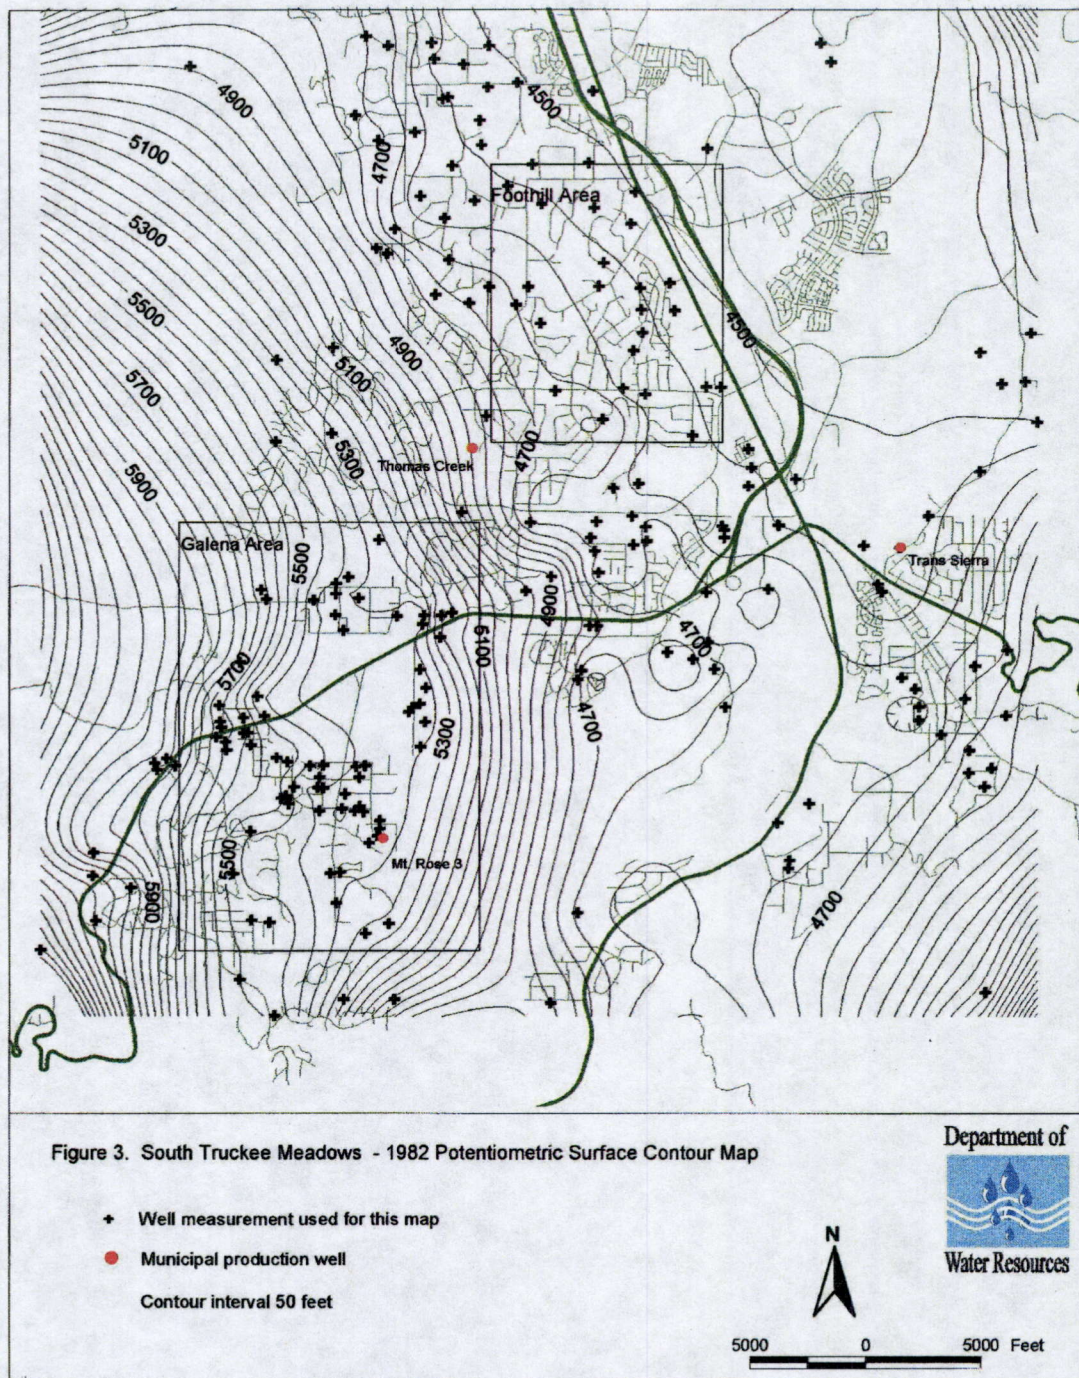 4900
4500
5100
4700
Foothill Area
5300
5500
4500
4900
5100
5700
4700
5300
Thomas Creek
5900
Galena Area
5500
Trans Sierra
4900
5100
4700
5700
4700
5300
Mt. Rose 3
5500
5900
4700
Figure 3. South Truckee Meadows - 1982 Potentiometric Surface Contour Map
Department of
Water Resources
Well measurement used for this map
Municipal production well
Contour interval 50 feet
N
5000 0 5000 Feet